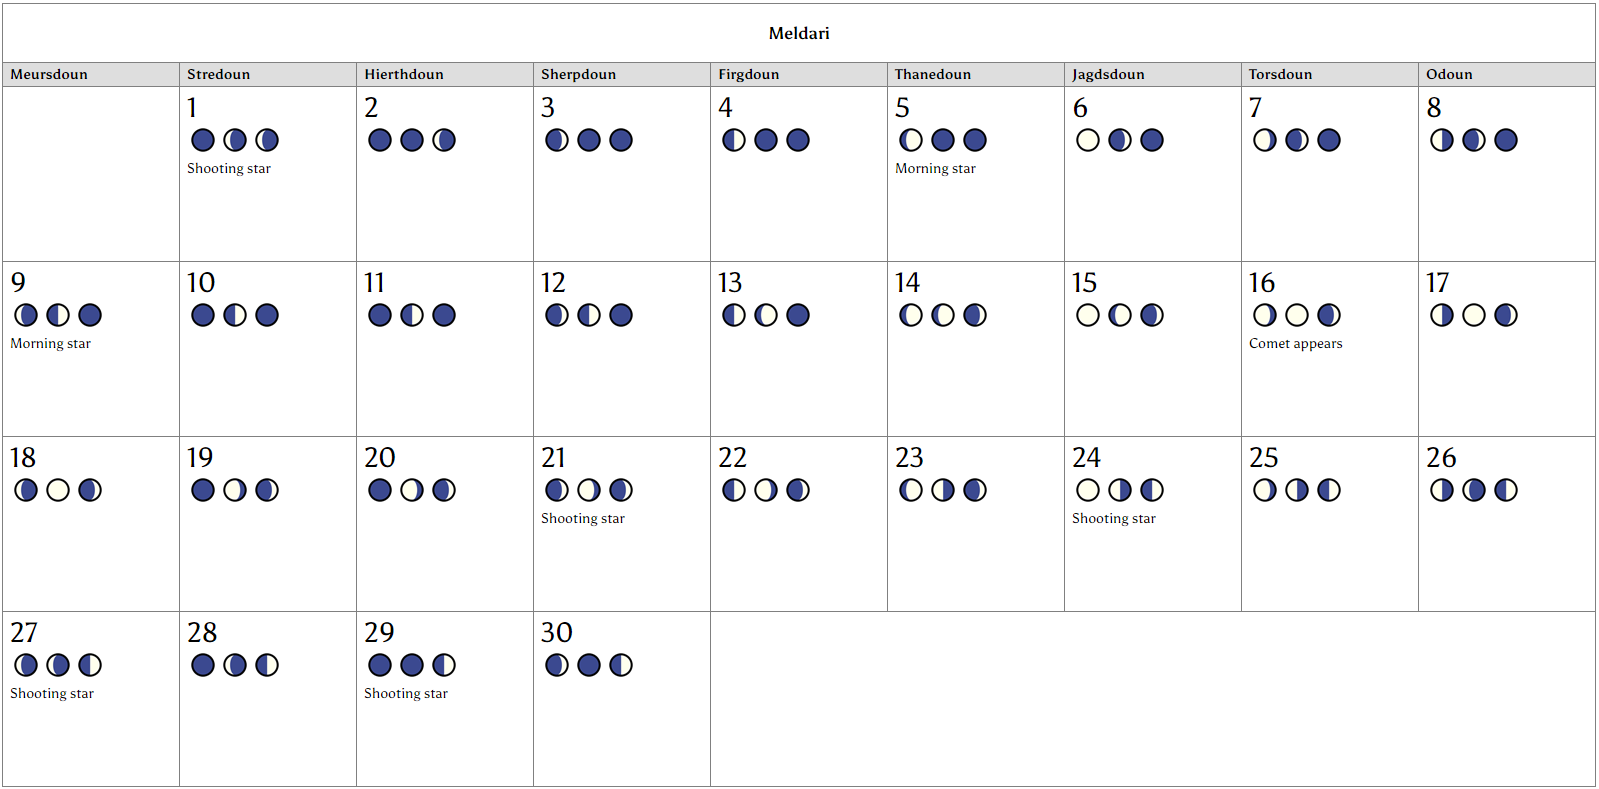 Meldari
Meursdoun Stredoun Hierthdoun Sherpdoun Firgdoun Thanedoun Jagdsdoun Torsdoun Odoun
1 2 3 4 5 6 7 8
Shooting star Morning star
9 10 11 12 13 14 15 16 17
Morning star Comet appears
18 19 20 21 22 23 24 25 26
Shooting star Shooting star
27 28 29 30
Shooting star Shooting star